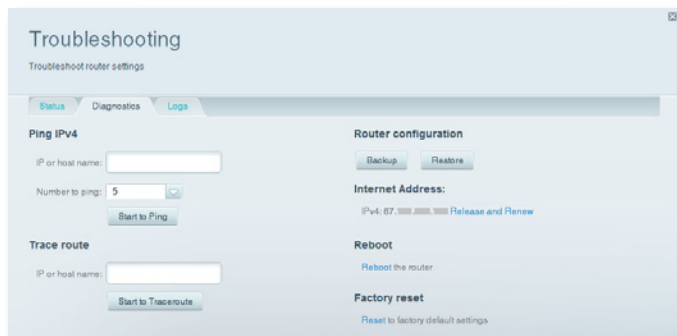 Troubleshooting
Troubleshoot router settings
Status
Diagnostics
Logs
Ping IPv4
IP or host name:
Number to ping: 5
Start to Ping
Trace route
IP or host name:
Start to Traceroute
Router configuration
Backup
Restore
Internet Address:
IPv4: 67. Release and Renew
Reboot
Reboot the router
Factory reset
Reset to factory default settings